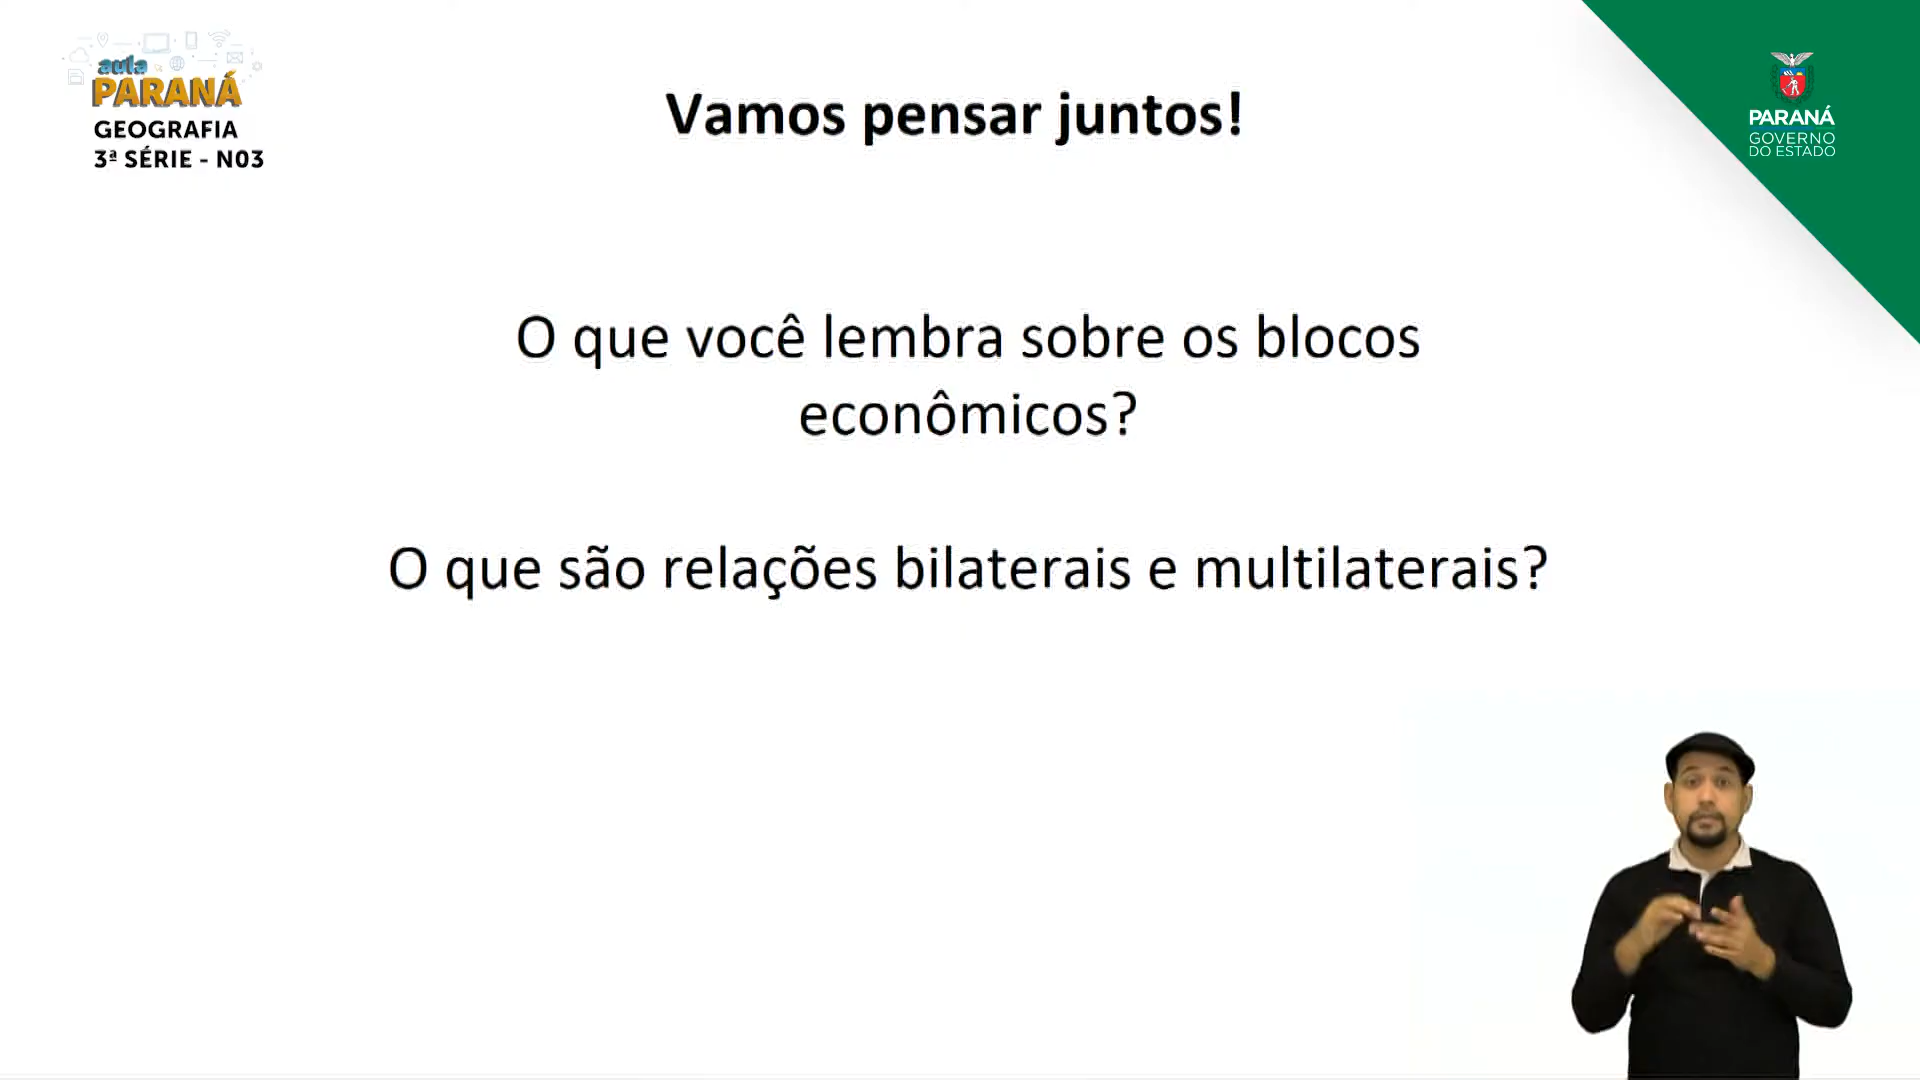 aula
PARANÁ
GEOGRAFIA
3ª SÉRIE - N03
Vamos pensar juntos!
PARANÁ
GOVERNO
DO ESTADO
O que você lembra sobre os blocos
econômicos?
O que são relações bilaterais e multilaterais?